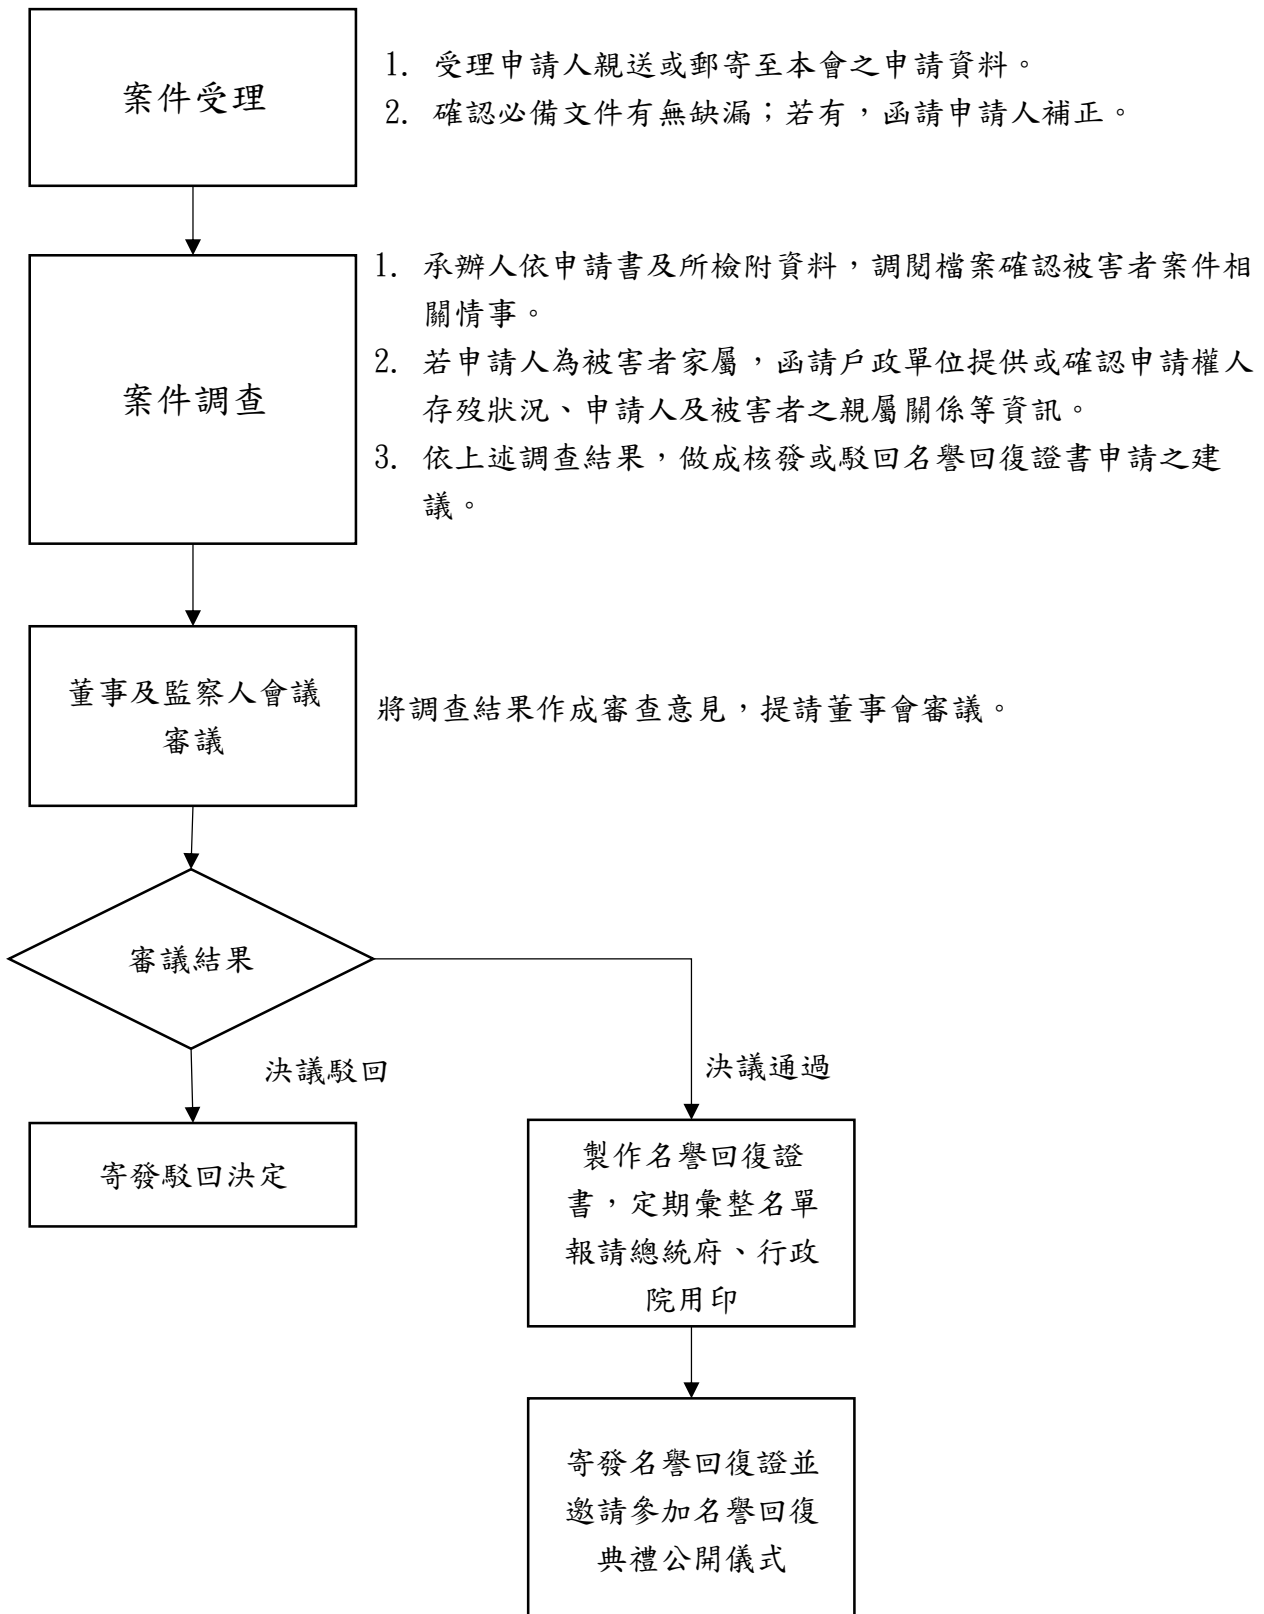 案件受理
1. 受理申請人親送或郵寄至本會之申請資料。
2. 確認必備文件有無缺漏；若有，函請申請人補正。
案件調查
1. 承辦人依申請書及所檢附資料，調閱檔案確認被害者案件相
關情事。
2. 若申請人為被害者家屬，函請戶政單位提供或確認申請權人
存歿狀況、申請人及被害者之親屬關係等資訊。
3. 依上述調查結果，做成核發或駁回名譽回復證書申請之建
議。
董事及監察人會議
審議
將調查結果作成審查意見，提請董事會審議。
審議結果
決議駁回
決議通過
寄發駁回決定
製作名譽回復證
書，定期彙整名單
報請總統府、行政
院用印
寄發名譽回復證並
邀請參加名譽回復
典禮公開儀式